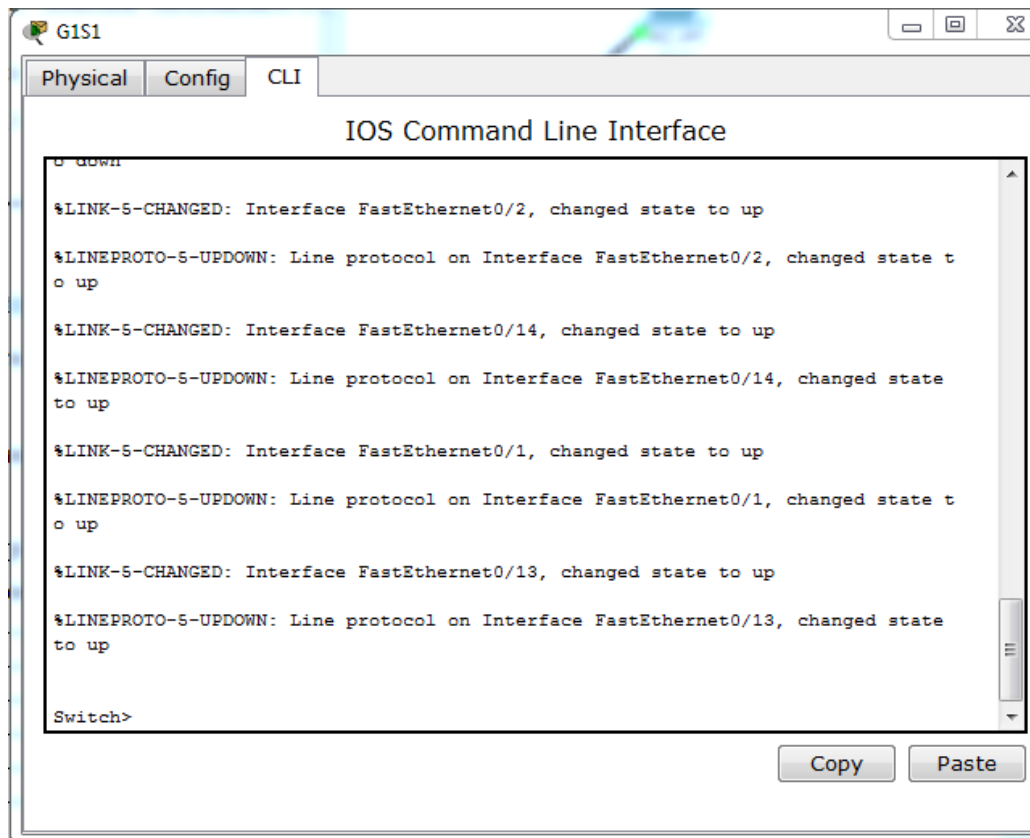 G1S1
Physical Config CLI
IOS Command Line Interface
o down
%LINK-5-CHANGED: Interface FastEthernet0/2, changed state to up
%LINEPROTO-5-UPDOWN: Line protocol on Interface FastEthernet0/2, changed state t
o up
%LINK-5-CHANGED: Interface FastEthernet0/14, changed state to up
%LINEPROTO-5-UPDOWN: Line protocol on Interface FastEthernet0/14, changed state
to up
%LINK-5-CHANGED: Interface FastEthernet0/1, changed state to up
%LINEPROTO-5-UPDOWN: Line protocol on Interface FastEthernet0/1, changed state t
o up
%LINK-5-CHANGED: Interface FastEthernet0/13, changed state to up
%LINEPROTO-5-UPDOWN: Line protocol on Interface FastEthernet0/13, changed state
to up
Switch>
Copy Paste